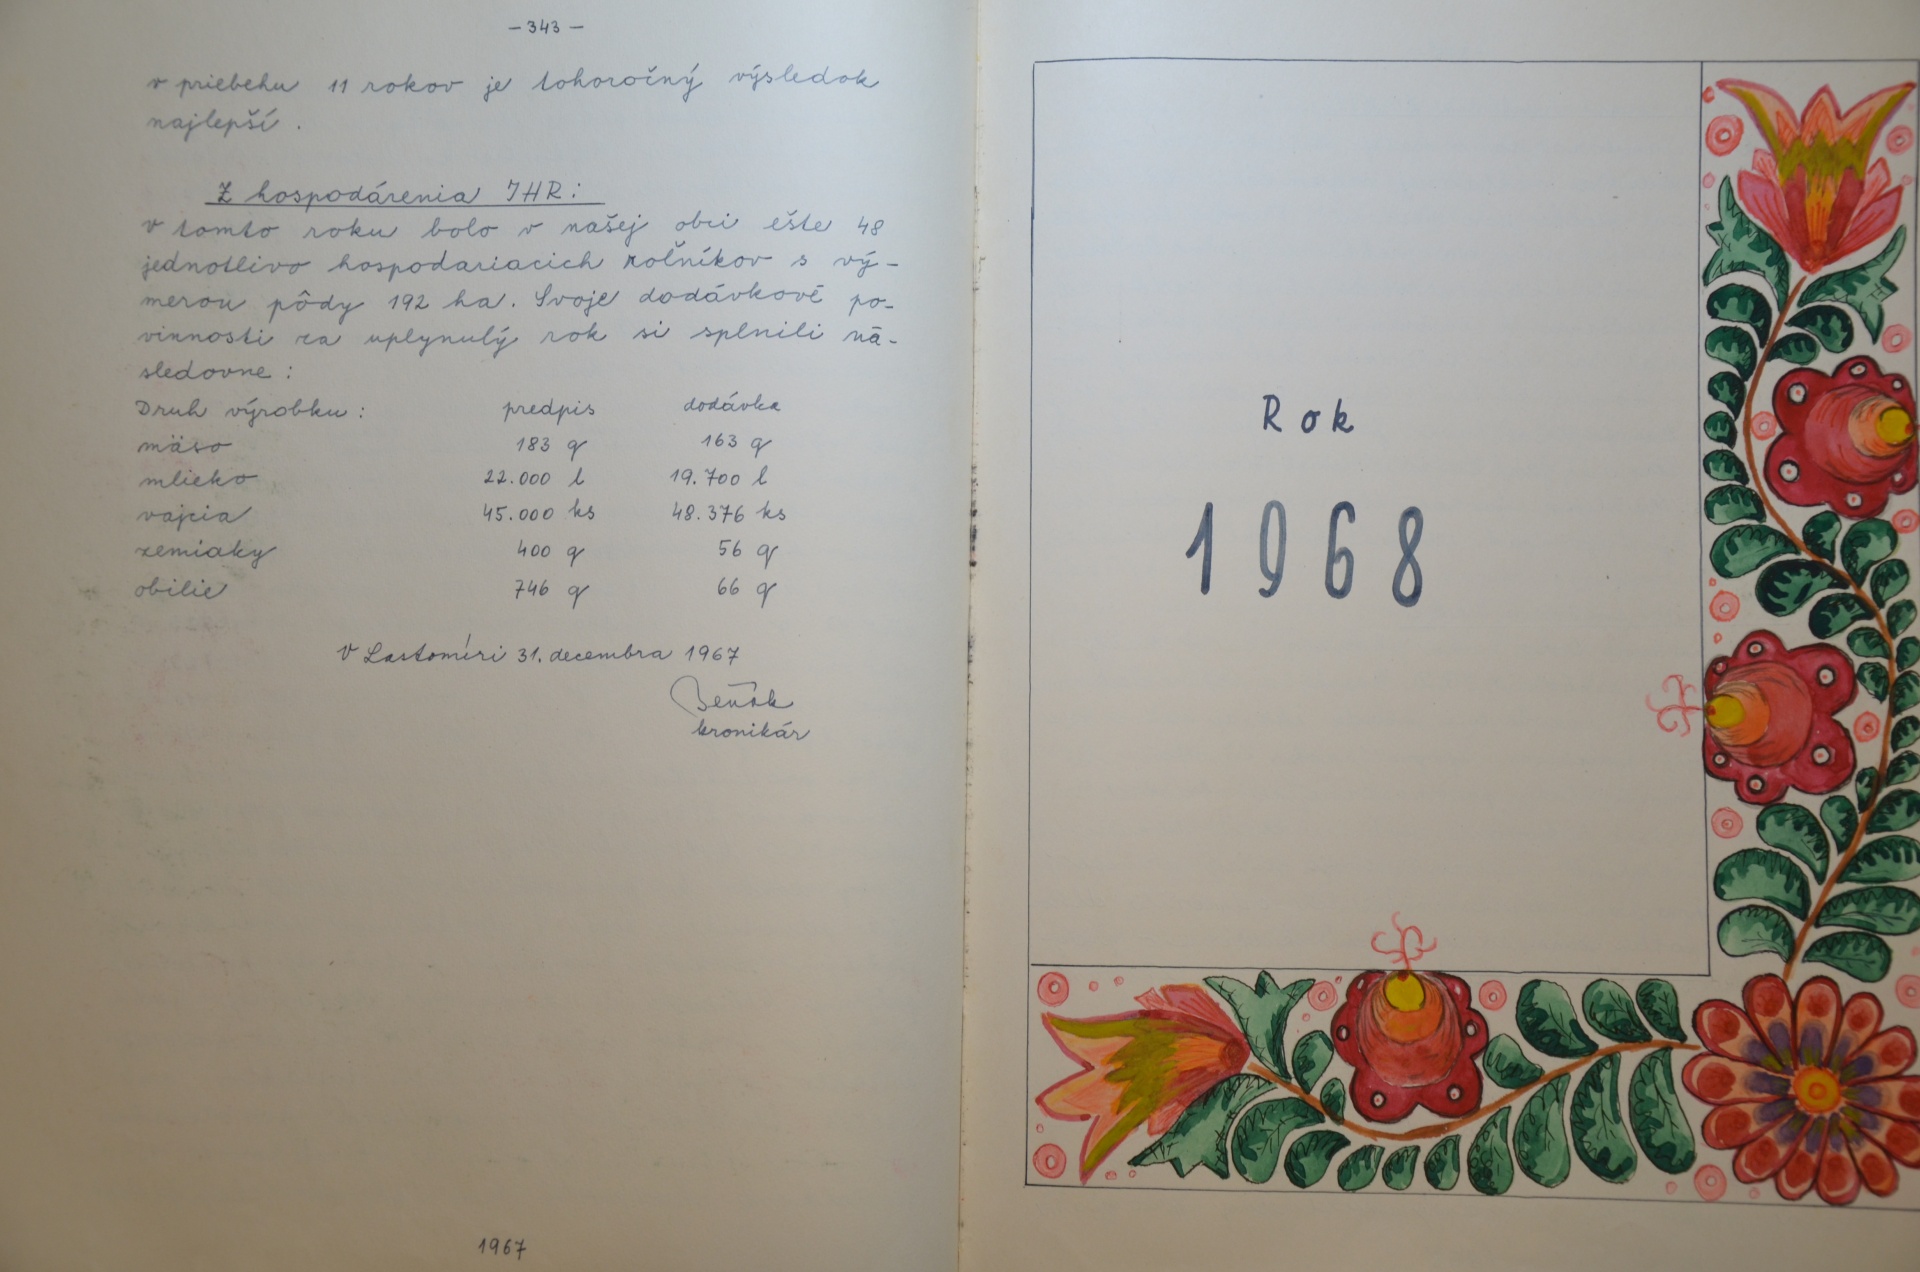 – 343 –
v priebehu 11 rokov je tohoročný výsledok
najlepší .
Z hospodárenia JHR :
v tomto roku bolo v našej obci ešte 48
jednotlivo hospodariacich roľníkov s vý-
merou pôdy 192 ha. Svoje dodávkové po-
vinnosti za uplynulý rok si splnili ná-
sledovne :
Druh výrobku : predpis dodávka
mäso 183 q 163 q
mlieko 22.000 l 19.700 l
vajcia 45.000 ks 48.376 ks
zemiaky 400 q 56 q
obilie 746 q 66 q
V Lastomíri 31. decembra 1967
kronikár
1967
Rok
1968